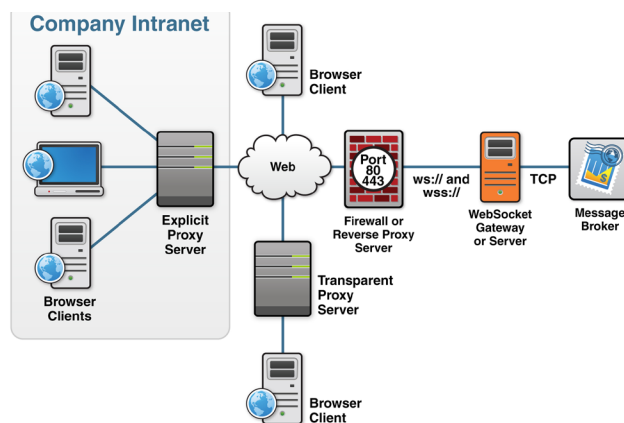 Company Intranet
Browser
Client
Web
Port
80
443
ws:// and
wss://
TCP
Explicit
Proxy
Server
Firewall or
Reverse Proxy
Server
WebSocket
Gateway
or Server
Message
Broker
Browser
Clients
Transparent
Proxy
Server
Browser
Client